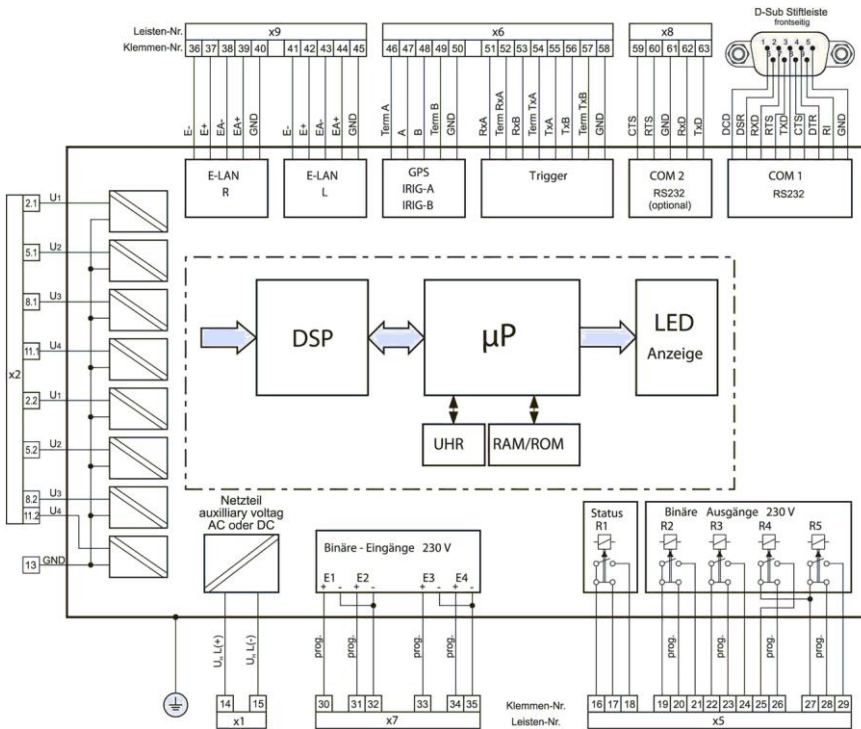 D-Sub Stiftleiste
frontseitig
Leisten-Nr. x9 x6 x8
Klemmen-Nr. 36 37 38 39 40 41 42 43 44 45 46 47 48 49 50 51 52 53 54 55 56 57 58 59 60 61 62 63
1 2 3 4 5
E- E+ EA- EA+ GND E- E+ EA- EA+ GND
Term A A B Term B GND
RxA Term RxA RxB Term TxA TxA TxB Term TxB GND
CTS RTS GND RxD TxD
DCD DSR RXD RTS TXD CTS DTR RI GND
E-LAN
R
E-LAN
L
GPS
IRIG-A
IRIG-B
Trigger
COM 2
RS232
(optional)
COM 1
RS232
x2
2.1 U1
5.1 U2
8.1 U3
11.1 U4
2.2 U1
5.2 U2
8.2 U3
11.2 U4
13 GND
DSP
µP
LED
Anzeige
UHR
RAM/ROM
Netzteil
auxilliary voltag
AC oder DC
Binäre - Eingänge 230 V
E1 E2 E3 E4
+ - + - + - + -
Status
R1
Binäre Ausgänge 230 V
R2 R3 R4 R5
L(+) L(-)
prog. prog. prog. prog.
prog. prog. prog. prog.
14 15
x1
30 31 32 33 34 35
x7
Klemmen-Nr. 16 17 18 19 20 21 22 23 24 25 26 27 28 29
Leisten-Nr. x5